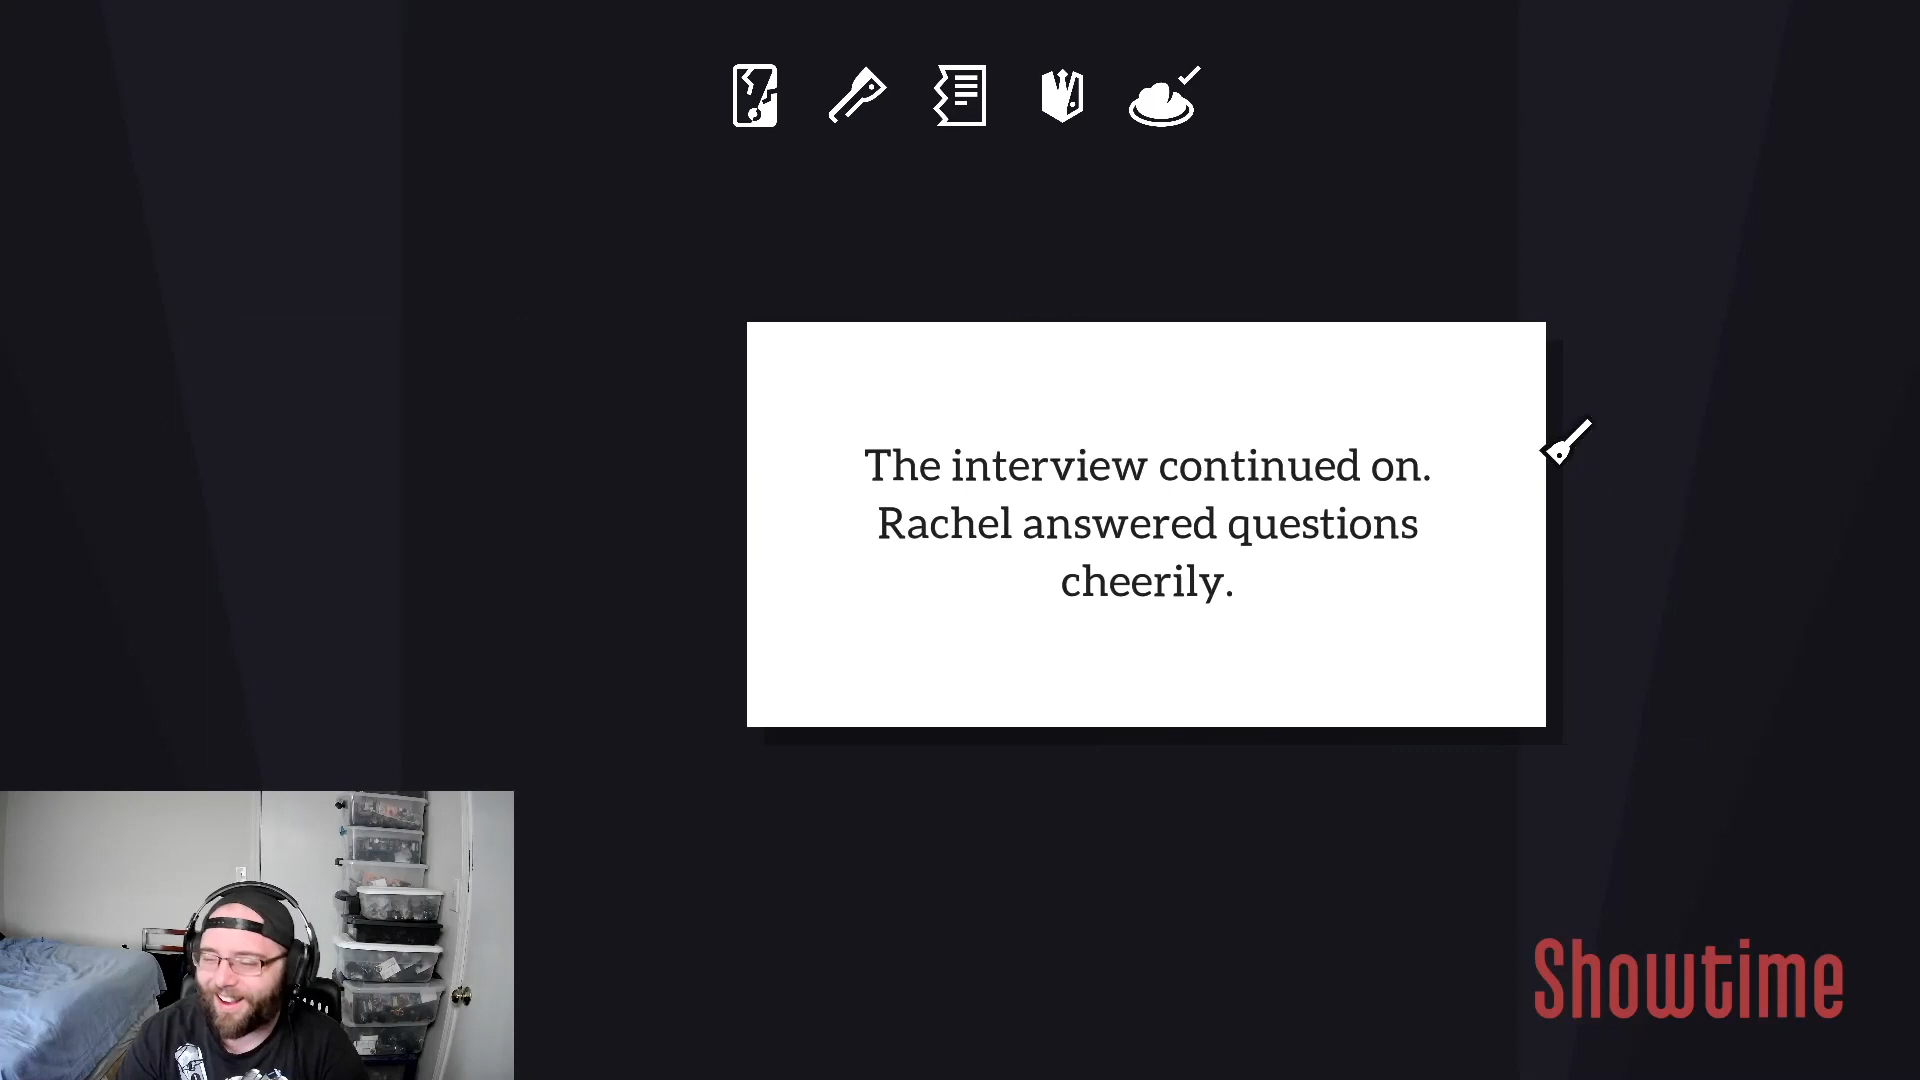 The interview continued on.
Rachel answered questions
cheerily.
Showtime